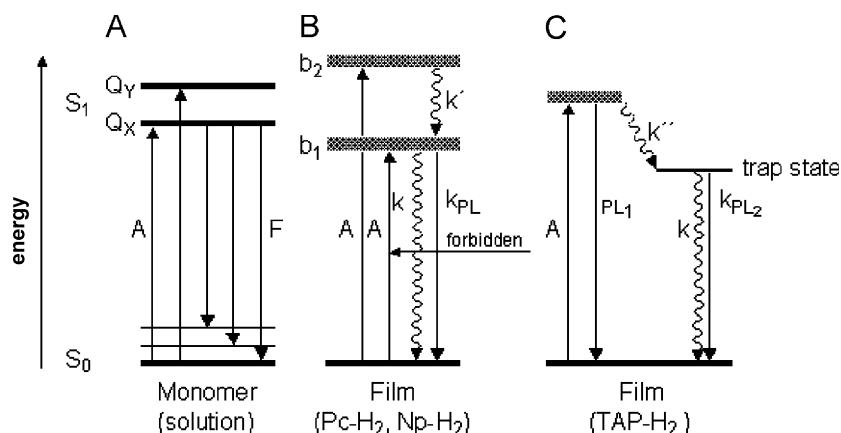 A
B
C
energy
S₁
Qᵧ
Qₓ
S₀
A
F
Monomer
(solution)
b₂
b₁
k´
A
A
k
kPL
forbidden
Film
(Pc-H₂, Np-H₂)
k´´
trap state
A
PL₁
k
kPL₂
Film
(TAP-H₂)